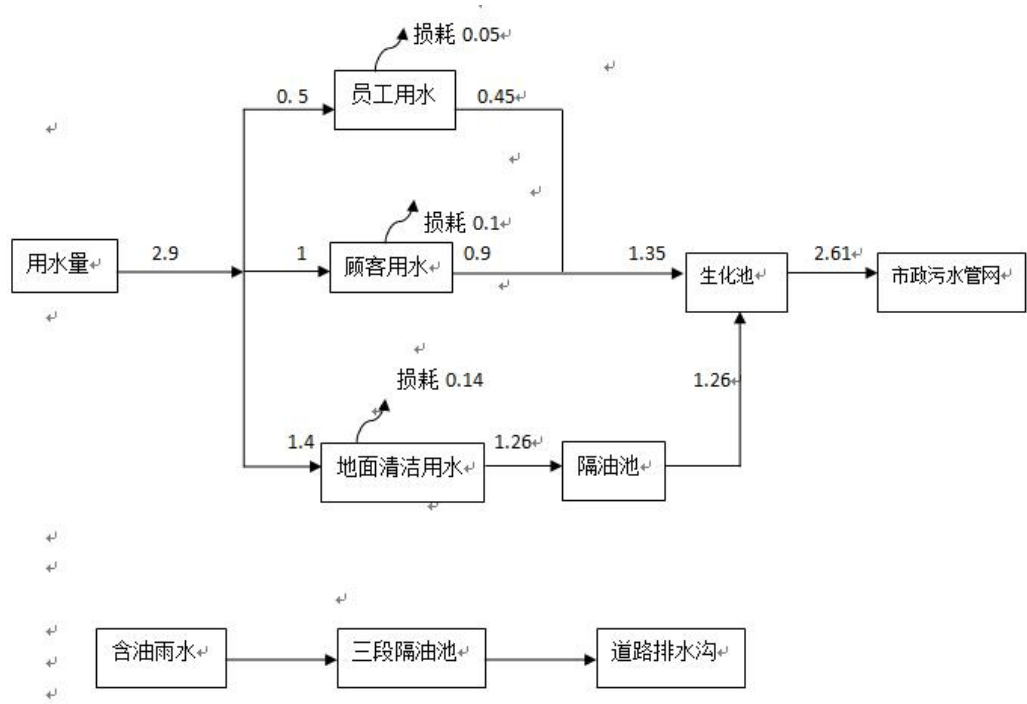 损耗 0.05
员工用水
0.5
0.45
损耗 0.1
用水量
2.9
1
顾客用水
0.9
1.35
生化池
2.61
市政污水管网
损耗 0.14
1.26
1.4
地面清洁用水
1.26
隔油池
含油雨水
三段隔油池
道路排水沟